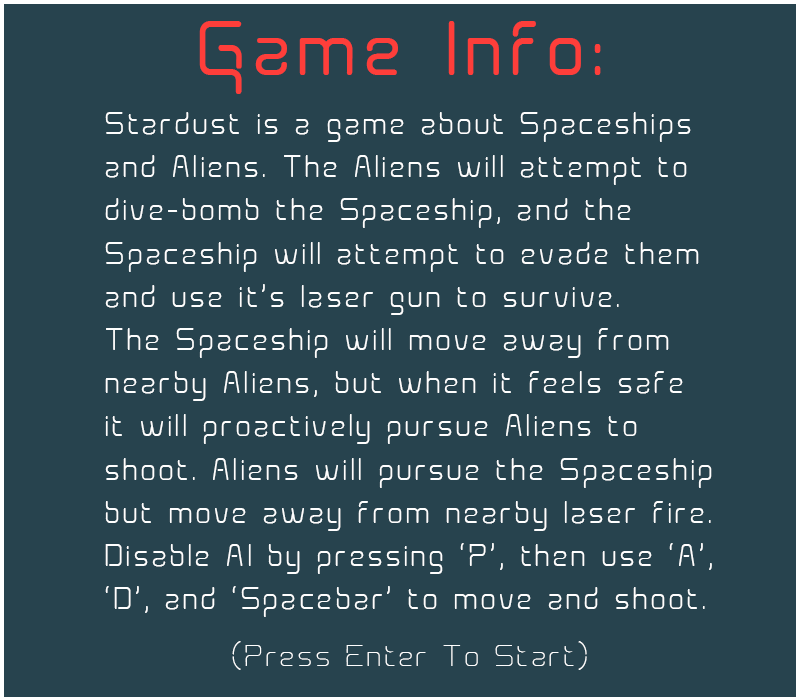 Game Info:
Stardust is a game about Spaceships
and Aliens. The Aliens will attempt to
dive-bomb the Spaceship, and the
Spaceship will attempt to evade them
and use it's laser gun to survive.
The Spaceship will move away from
nearby Aliens, but when it feels safe
it will proactively pursue Aliens to
shoot. Aliens will pursue the Spaceship
but move away from nearby laser fire.
Disable AI by pressing ‘P’, then use ‘A’,
‘D’, and ‘Spacebar’ to move and shoot.
(Press Enter To Start)